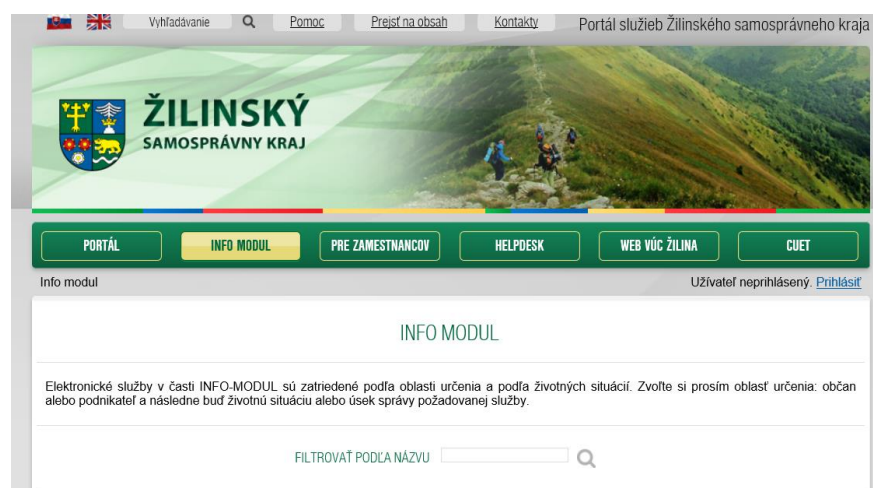 Vyhľadávanie Pomoc Prejsť na obsah Kontakty Portál služieb Žilinského samosprávneho kraja
ŽILINSKÝ
SAMOSPRÁVNY KRAJ
PORTÁL INFO MODUL PRE ZAMESTNANCOV HELPDESK WEB VÚC ŽILINA CUET
Info modul Užívateľ neprihlásený. Prihlásiť
INFO MODUL
Elektronické služby v časti INFO-MODUL sú zatriedené podľa oblasti určenia a podľa životných situácií. Zvoľte si prosím oblasť určenia: občan
alebo podnikateľ a následne buď životnú situáciu alebo úsek správy požadovanej služby.
FILTROVAŤ PODĽA NÁZVU